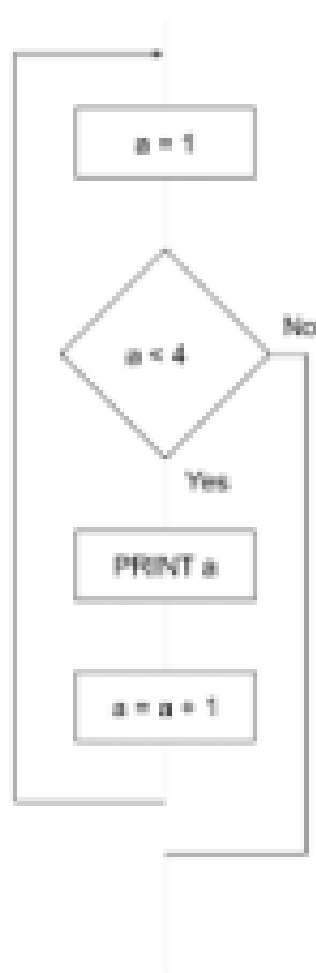 a = 1
a < 4
No
Yes
PRINT a
a = a + 1